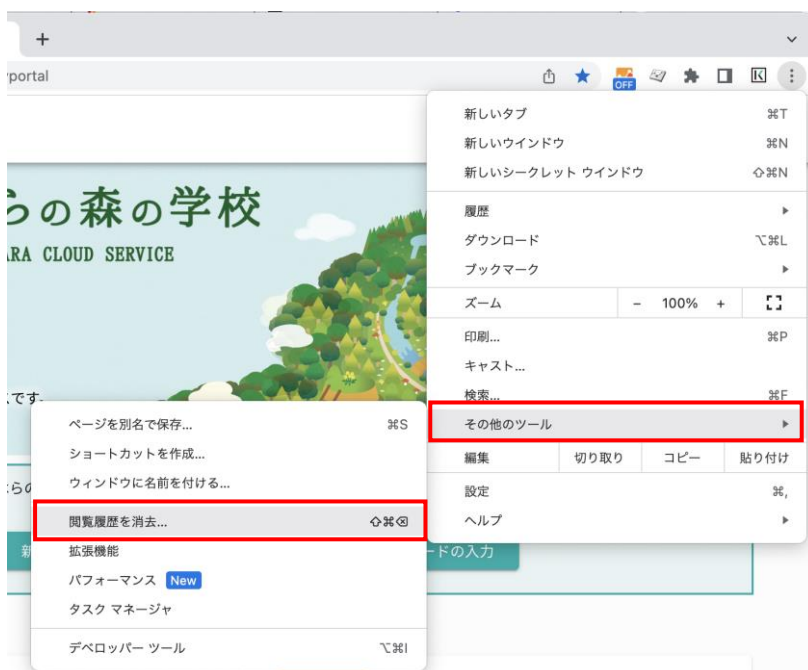 +
portal
OFF
新しいタブ ⌘T
新しいウインドウ ⌘N
新しいシークレット ウインドウ ⇧⌘N
履歴
ダウンロード ⌥⌘L
ブックマーク
ズーム − 100% +
印刷... ⌘P
キャスト...
検索... ⌘F
その他のツール
編集 切り取り コピー 貼り付け
設定 ⌘,
ヘルプ
らの森の学校
ARA CLOUD SERVICE
です。
ページを別名で保存... ⌘S
ショートカットを作成...
ウィンドウに名前を付ける...
閲覧履歴を消去... ⇧⌘⌫
拡張機能
パフォーマンス New
タスク マネージャ
デベロッパー ツール ⌥⌘I
らの
新
ードの入力